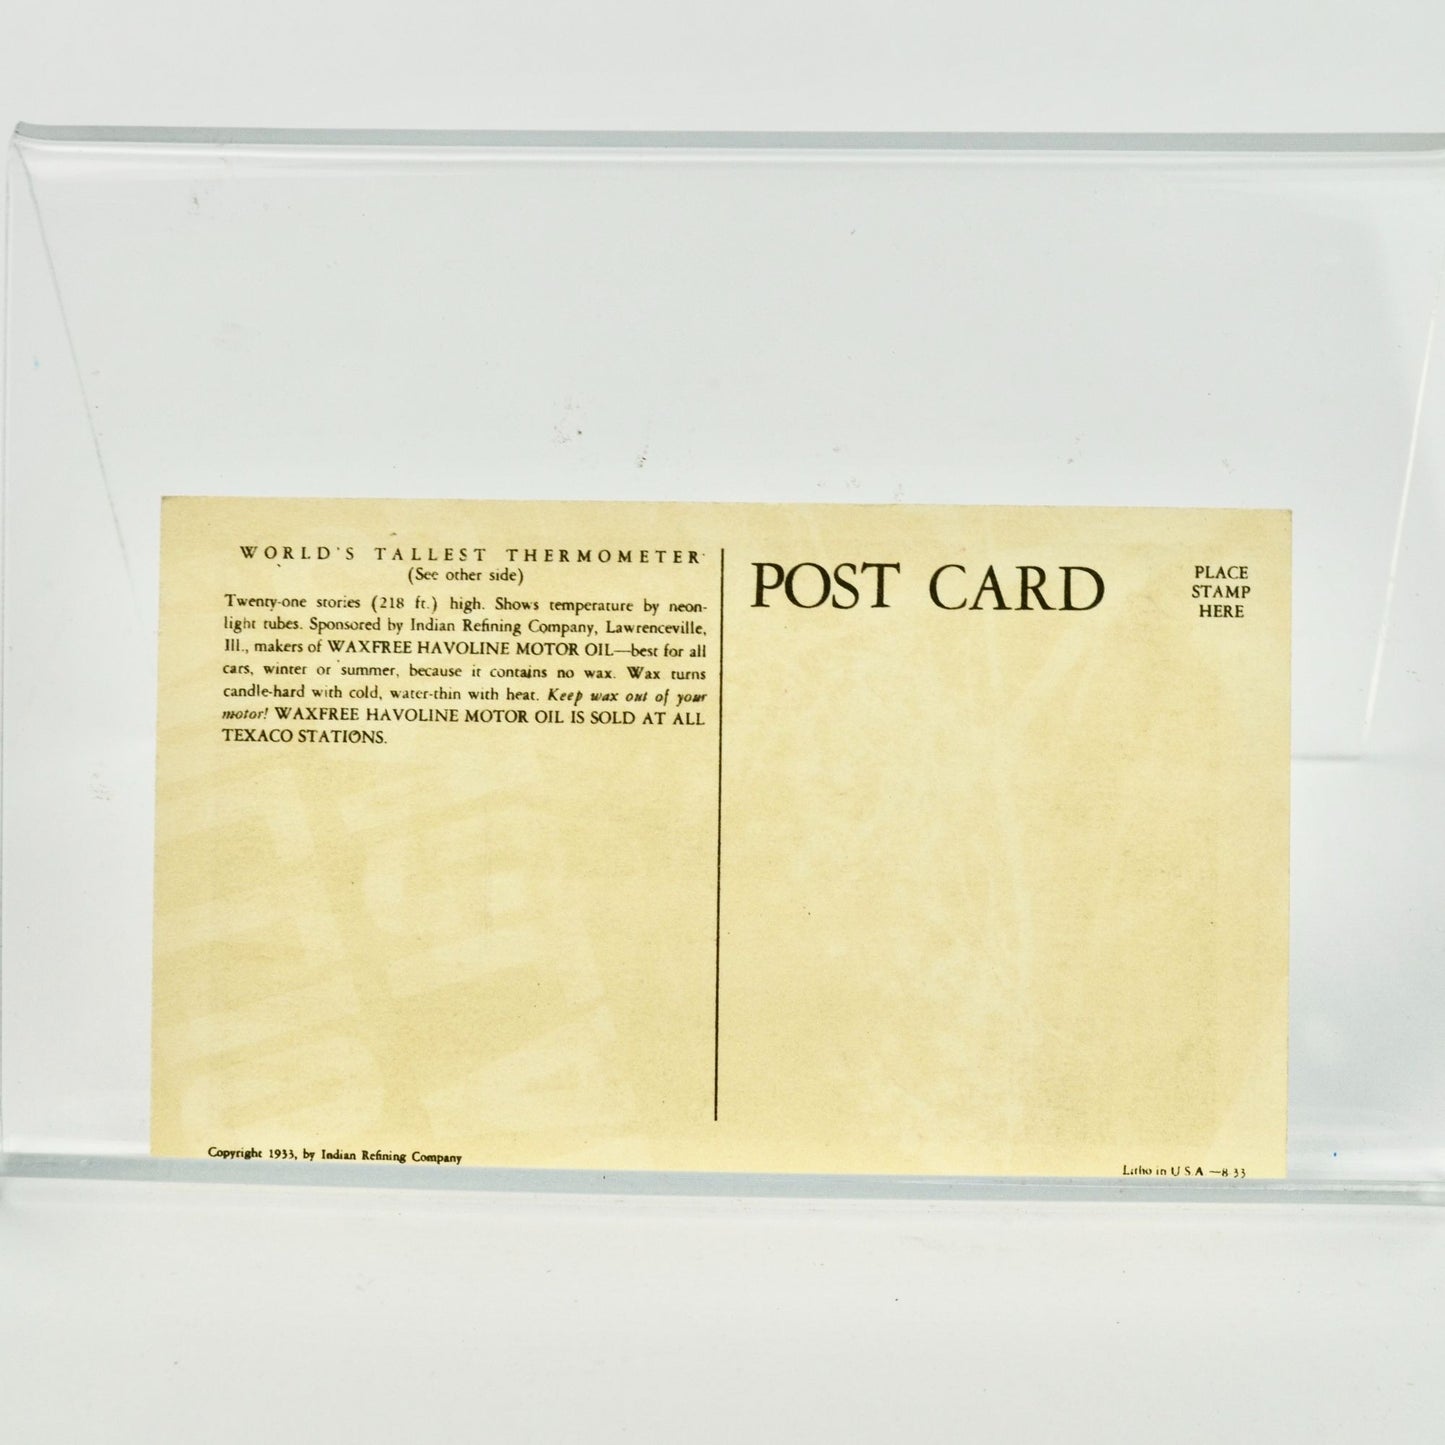 WORLD'S TALLEST THERMOMETER
(See other side)
Twenty-one stories (218 ft.) high. Shows temperature by neon-
light tubes. Sponsored by Indian Refining Company, Lawrenceville,
Ill., makers of WAXFREE HAVOLINE MOTOR OIL—best for all
cars, winter or summer, because it contains no wax. Wax turns
candle-hard with cold, water-thin with heat. Keep wax out of your
motor! WAXFREE HAVOLINE MOTOR OIL IS SOLD AT ALL
TEXACO STATIONS.
Copyright 1933, by Indian Refining Company
POST CARD
PLACE
STAMP
HERE
Litho in U S A —8 33